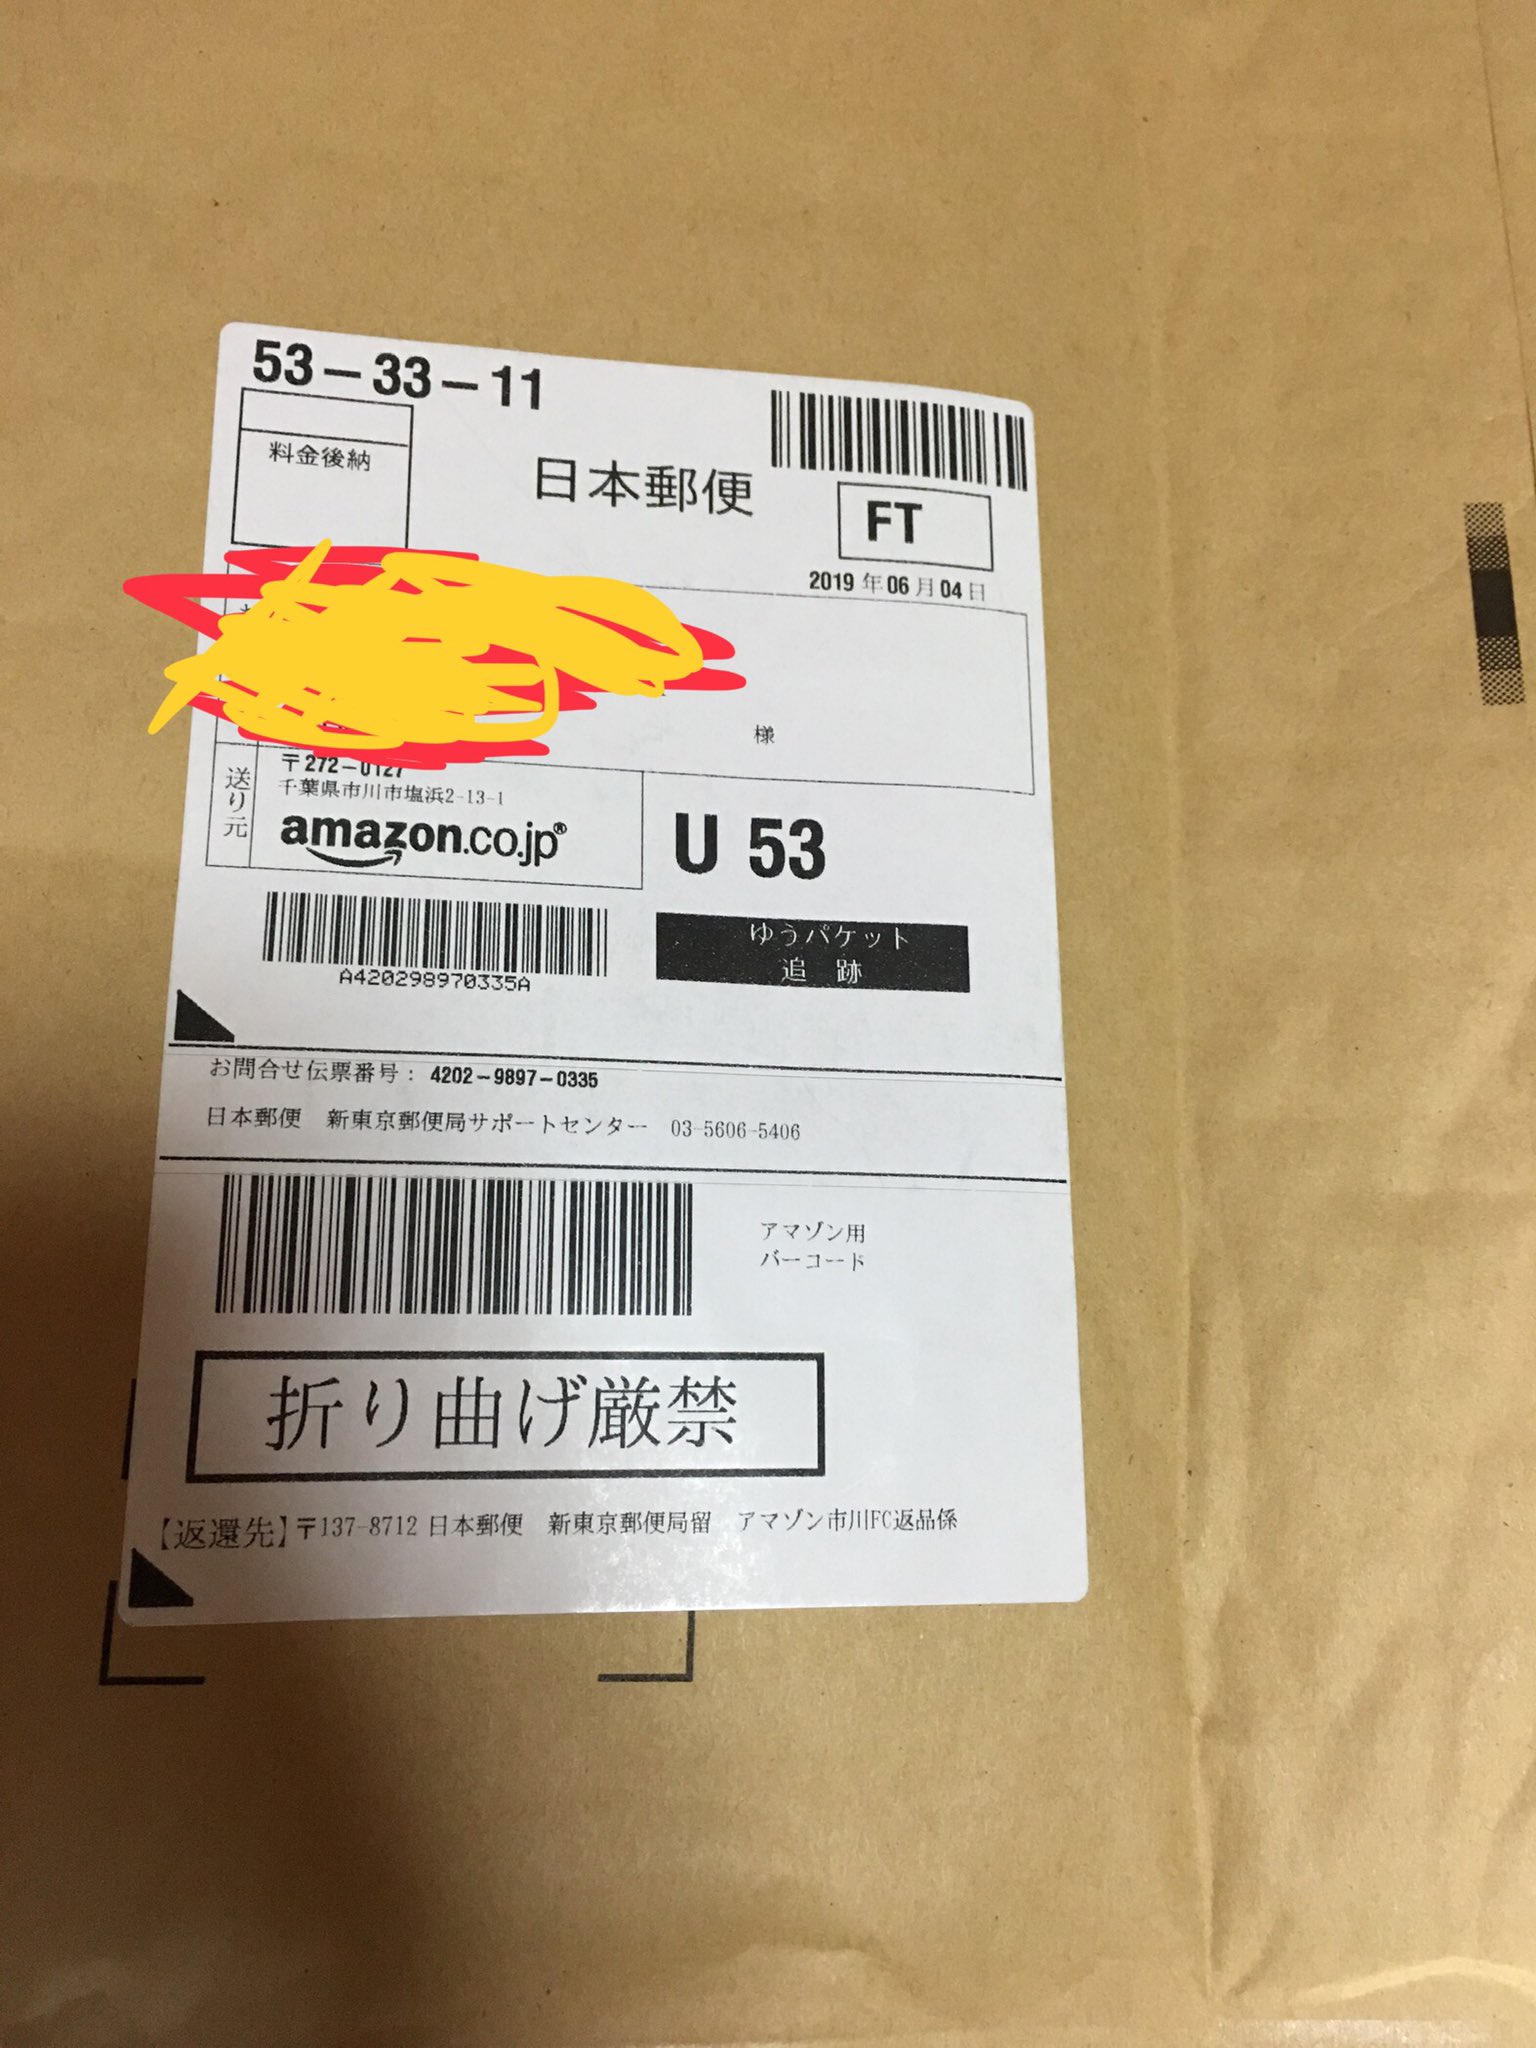 53-33-11
料金後納
日本郵便
FT
2019年06月04日
様
送り元
〒272-0127
千葉県市川市塩浜2-13-1
amazon.co.jp®
U 53
ゆうパケット
追 跡
A420298970335A
お問合せ伝票番号： 4202-9897-0335
日本郵便 新東京郵便局サポートセンター 03-5606-5406
アマゾン用
バーコード
折り曲げ厳禁
【返還先】〒137-8712 日本郵便 新東京郵便局留 アマゾン市川FC返品係